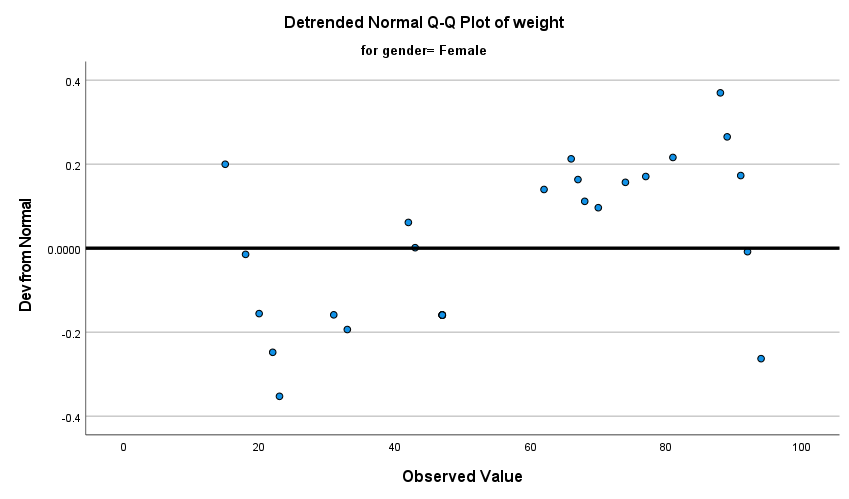 Detrended Normal Q-Q Plot of weight
for gender= Female
0.4
0.2
0.0000
-0.2
-0.4
Dev from Normal
0 20 40 60 80 100
Observed Value